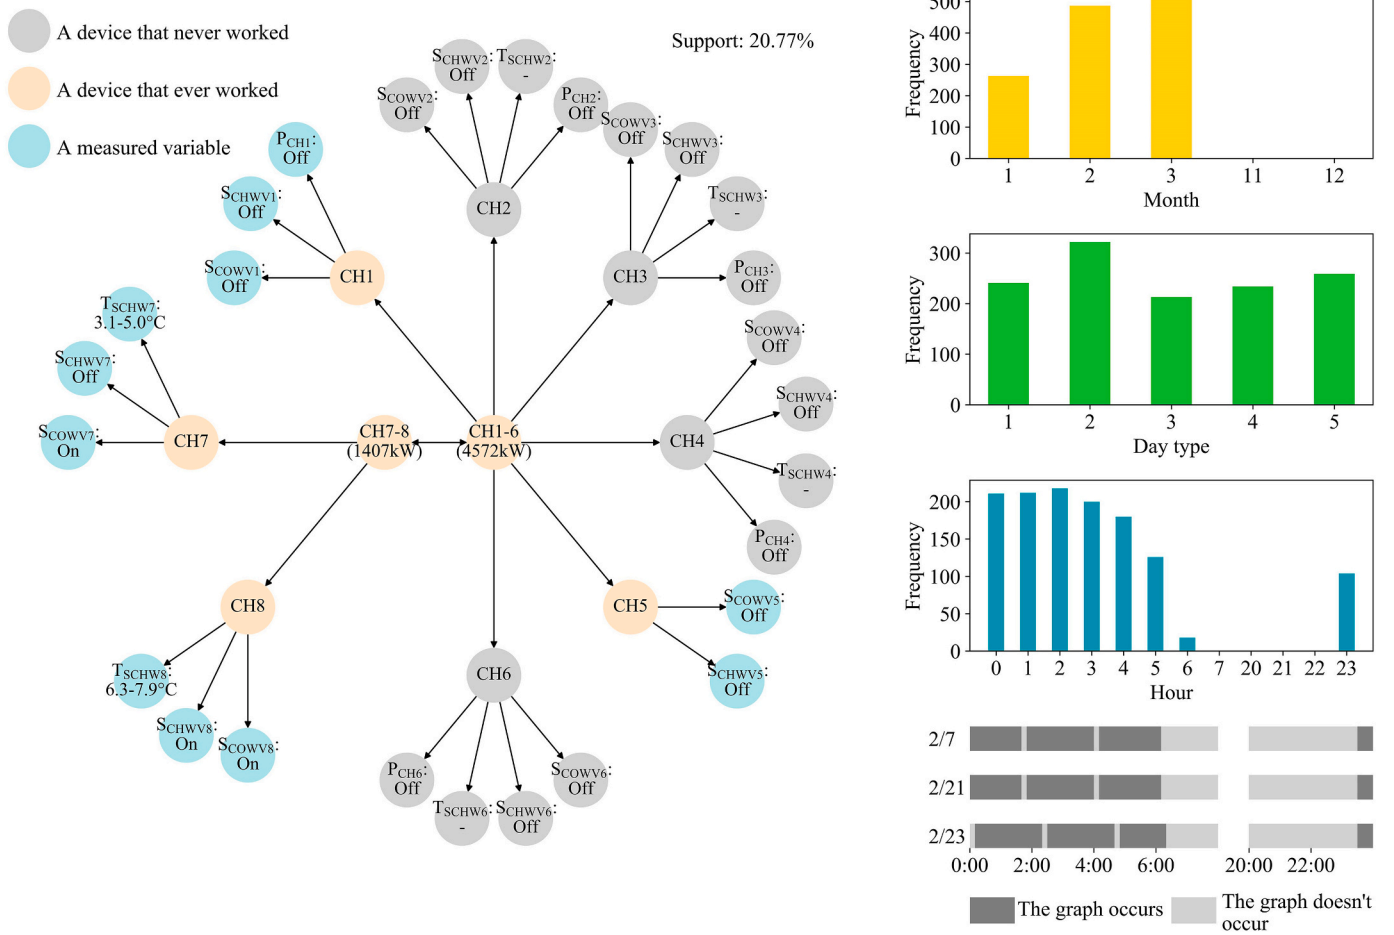 A device that never worked
A device that ever worked
A measured variable
Support: 20.77%
SCHWV2:
Off
TSCHW2:
-
SCOWV2:
Off
PCH2:
Off
CH2
SCOWV3:
Off
SCHWV3:
Off
TSCHW3:
-
PCH3:
Off
CH3
PCH1:
Off
SCHWV1:
Off
SCOWV1:
Off
CH1
TSCHW7:
3.1-5.0°C
SCHWV7:
Off
SCOWV7:
On
CH7
CH7-8
(1407kW)
CH1-6
(4572kW)
CH4
SCOWV4:
Off
SCHWV4:
Off
TSCHW4:
-
PCH4:
Off
CH8
TSCHW8:
6.3-7.9°C
SCHWV8:
On
SCOWV8:
On
CH5
SCOWV5:
Off
SCHWV5:
Off
CH6
PCH6:
Off
TSCHW6:
-
SCHWV6:
Off
SCOWV6:
Off
Frequency
500
400
300
200
100
0
1 2 3 11 12
Month
Frequency
300
200
100
0
1 2 3 4 5
Day type
Frequency
200
150
100
50
0
0 1 2 3 4 5 6 7 20 21 22 23
Hour
2/7
2/21
2/23
0:00 2:00 4:00 6:00 20:00 22:00
The graph occurs
The graph doesn't
occur